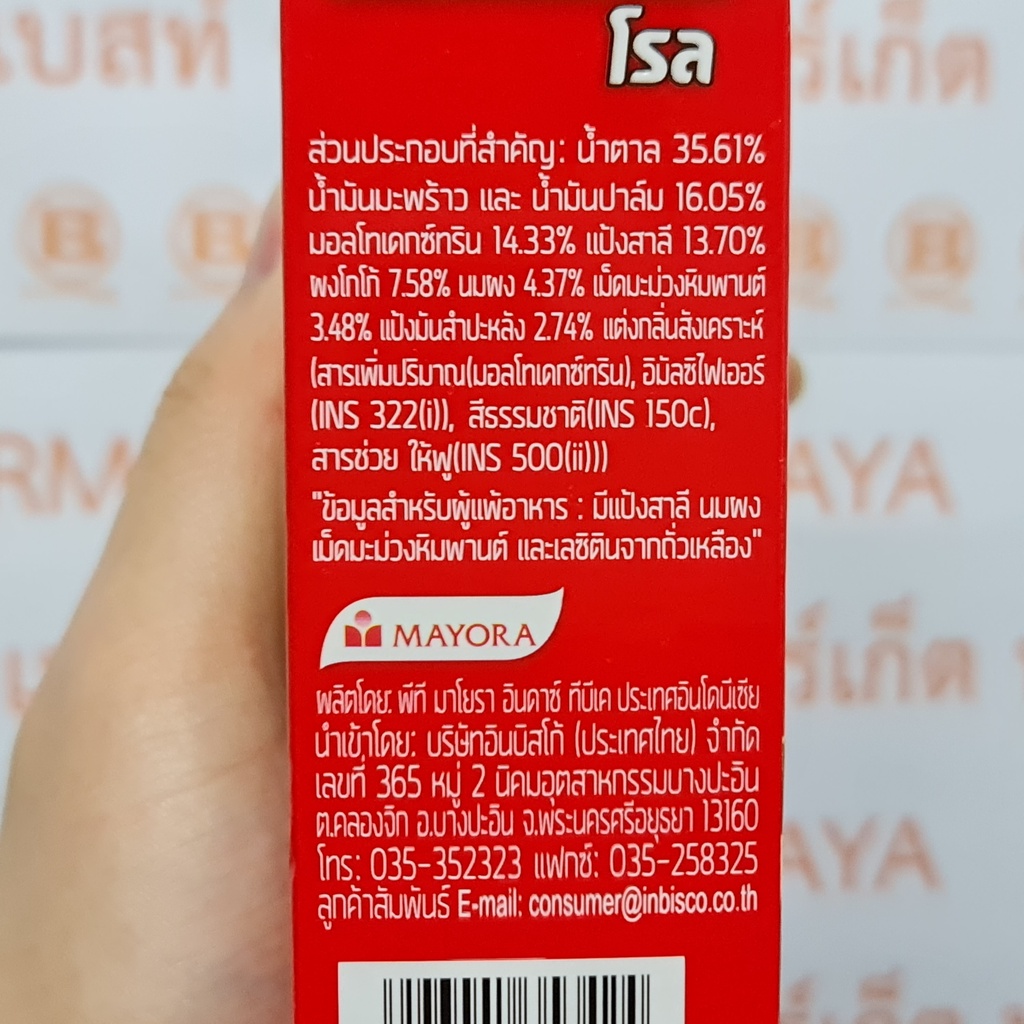 โรล
ส่วนประกอบที่สำคัญ: น้ำตาล 35.61%
น้ำมันมะพร้าว และ น้ำมันปาล์ม 16.05%
มอลโทเดกซ์ทริน 14.33% แป้งสาลี 13.70%
ผงโกโก้ 7.58% นมผง 4.37% เม็ดมะม่วงหิมพานต์
3.48% แป้งมันสำปะหลัง 2.74% แต่งกลิ่นสังเคราะห์
(สารเพิ่มปริมาณ(มอลโทเดกซ์ทริน), อิมัลซิไฟเออร์
(INS 322(i)), สีธรรมชาติ(INS 150c),
สารช่วย ให้ฟู(INS 500(ii)))
"ข้อมูลสำหรับผู้แพ้อาหาร : มีแป้งสาลี นมผง
เม็ดมะม่วงหิมพานต์ และเลซิตินจากถั่วเหลือง"
MAYORA
ผลิตโดย: พีที มาโยรา อินดาซ์ ทีบีเค ประเทศอินโดนีเซีย
นำเข้าโดย: บริษัทอินบิสโก้ (ประเทศไทย) จำกัด
เลขที่ 365 หมู่ 2 นิคมอุตสาหกรรมบางปะอิน
ต.คลองจิก อ.บางปะอิน จ.พระนครศรีอยุธยา 13160
โทร: 035-352323 แฟกซ์: 035-258325
ลูกค้าสัมพันธ์ E-mail: consumer@inbisco.co.th